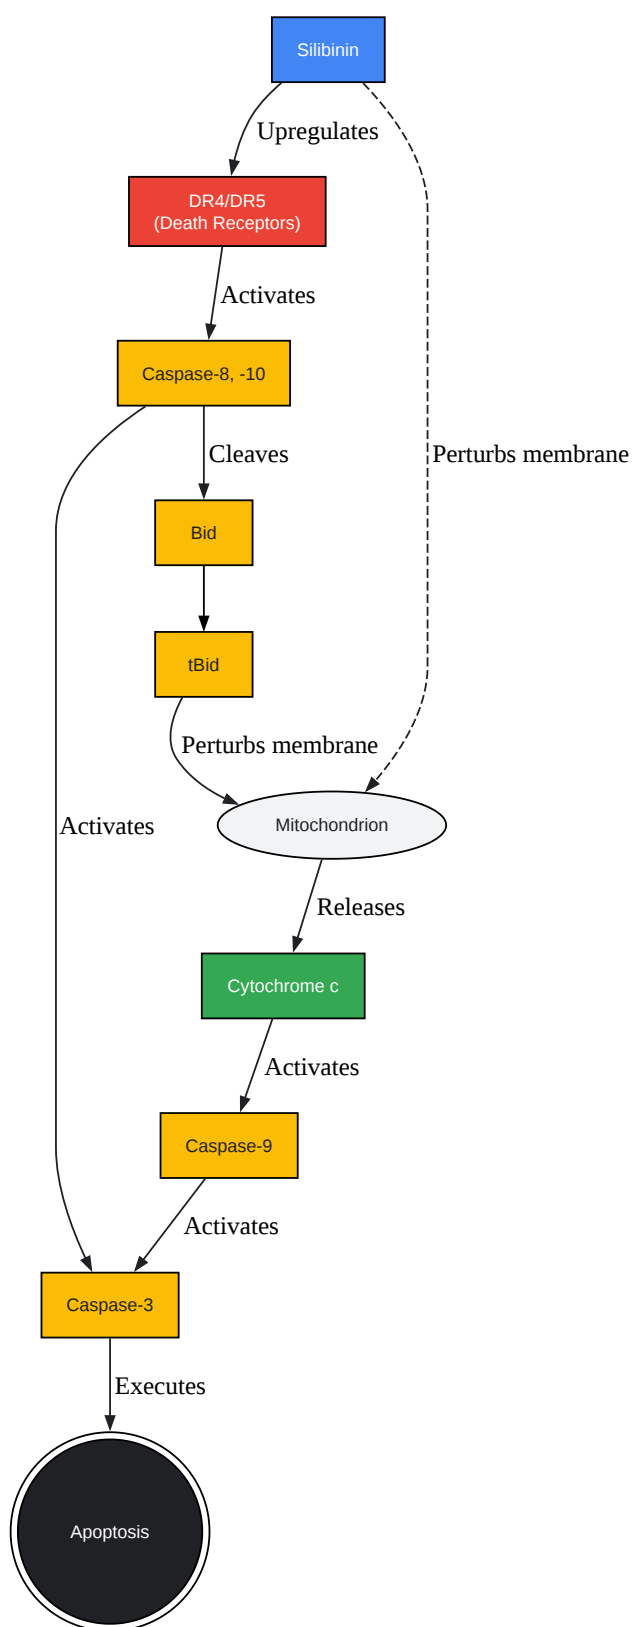 Silibinin
Upregulates
DR4/DR5
(Death Receptors)
Activates
Caspase-8, -10
Cleaves
Perturbs membrane
Bid
tBid
Perturbs membrane
Mitochondrion
Activates
Releases
Cytochrome c
Activates
Caspase-9
Activates
Caspase-3
Executes
Apoptosis